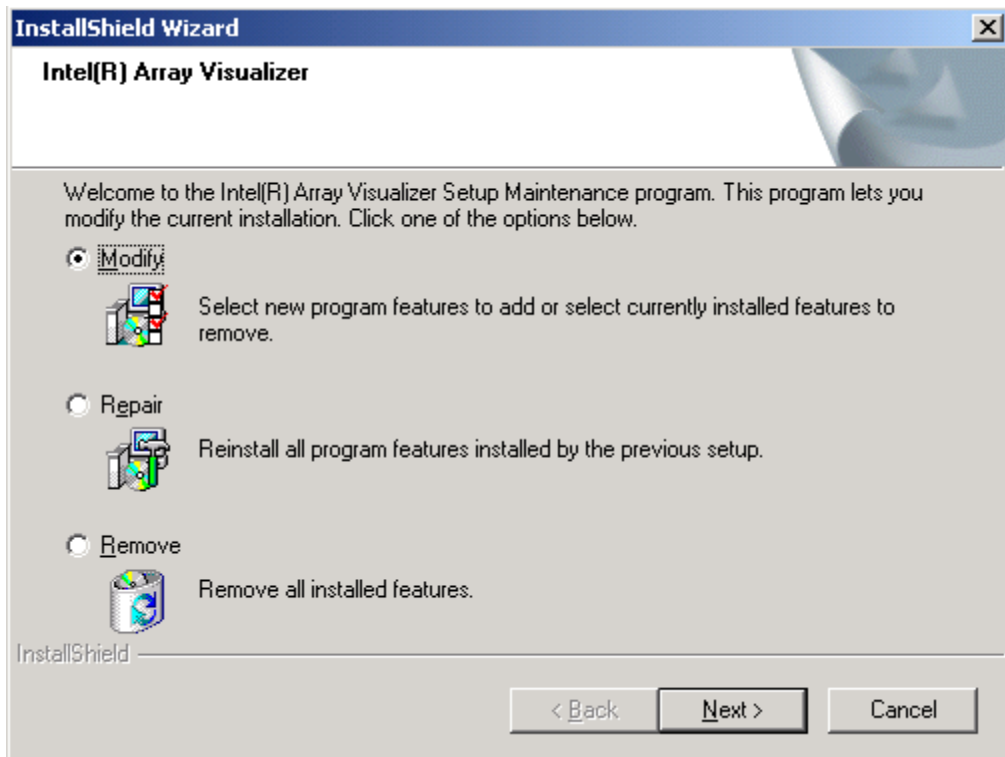 InstallShield Wizard
Intel(R) Array Visualizer
Welcome to the Intel(R) Array Visualizer Setup Maintenance program. This program lets you
modify the current installation. Click one of the options below.
Modify
Select new program features to add or select currently installed features to
remove.
Repair
Reinstall all program features installed by the previous setup.
Remove
Remove all installed features.
InstallShield
< Back
Next >
Cancel